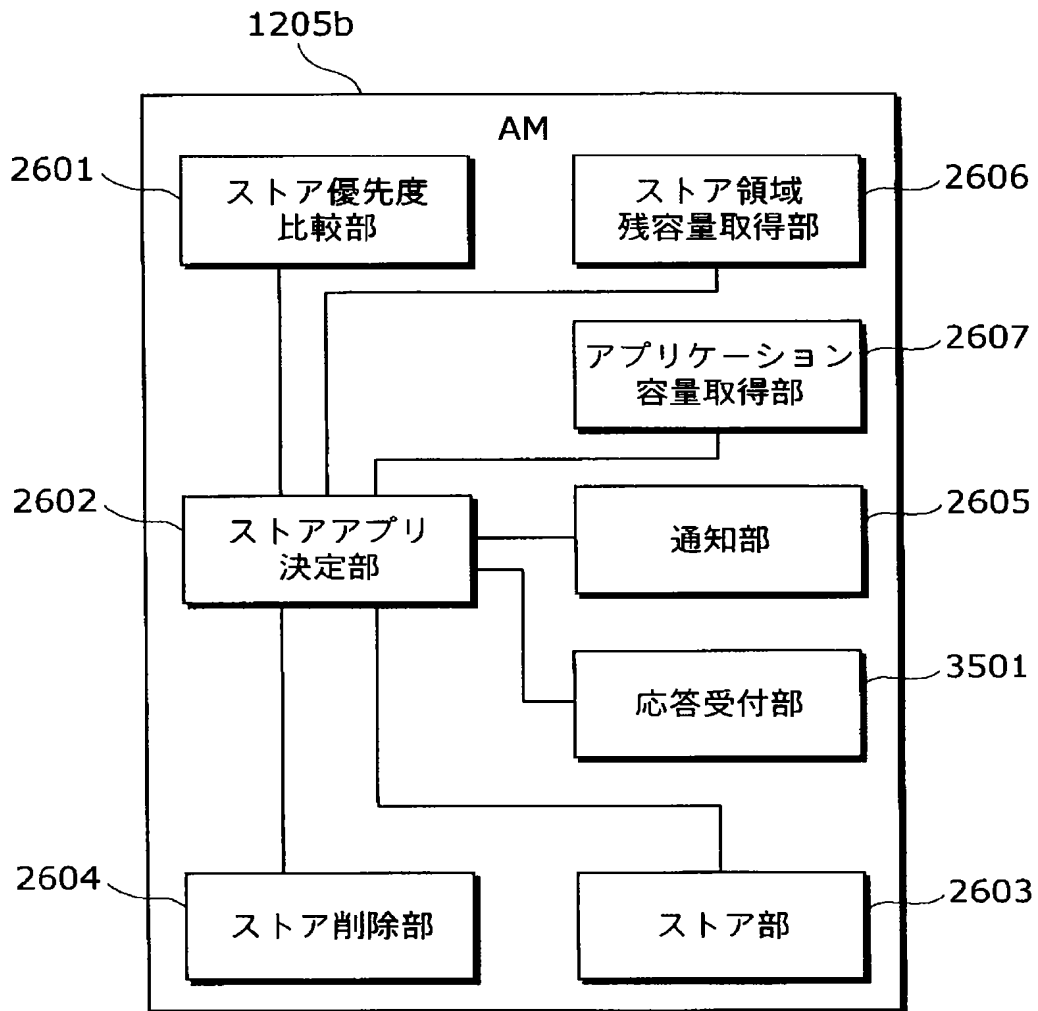 1205b
AM
2601
ストア優先度
比較部
ストア領域
残容量取得部
2606
アプリケーション
容量取得部
2607
2602
ストアアプリ
決定部
通知部
2605
応答受付部
3501
2604
ストア削除部
ストア部
2603